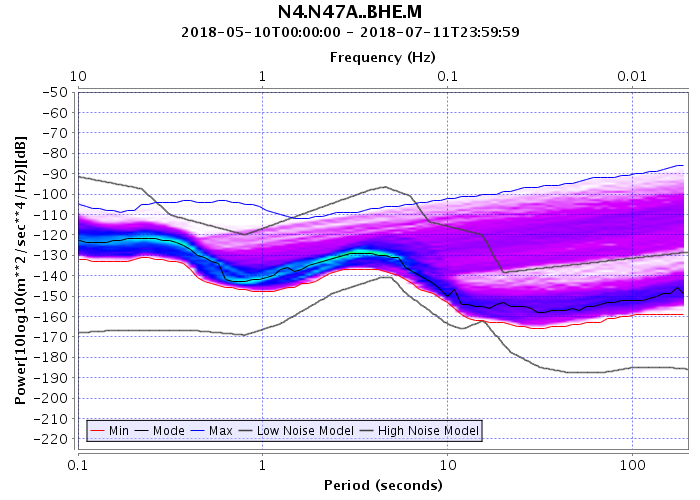 N4.N47A..BHE.M
2018-05-10T00:00:00 - 2018-07-11T23:59:59
Frequency (Hz)
10 1 0.1 0.01
-50
-60
-70
-80
-90
-100
-110
-120
-130
-140
-150
-160
-170
-180
-190
-200
-210
-220
Power[10log10(m**2 / sec**4 /Hz)][dB]
Min Mode Max Low Noise Model High Noise Model
0.1 1 10 100
Period (seconds)